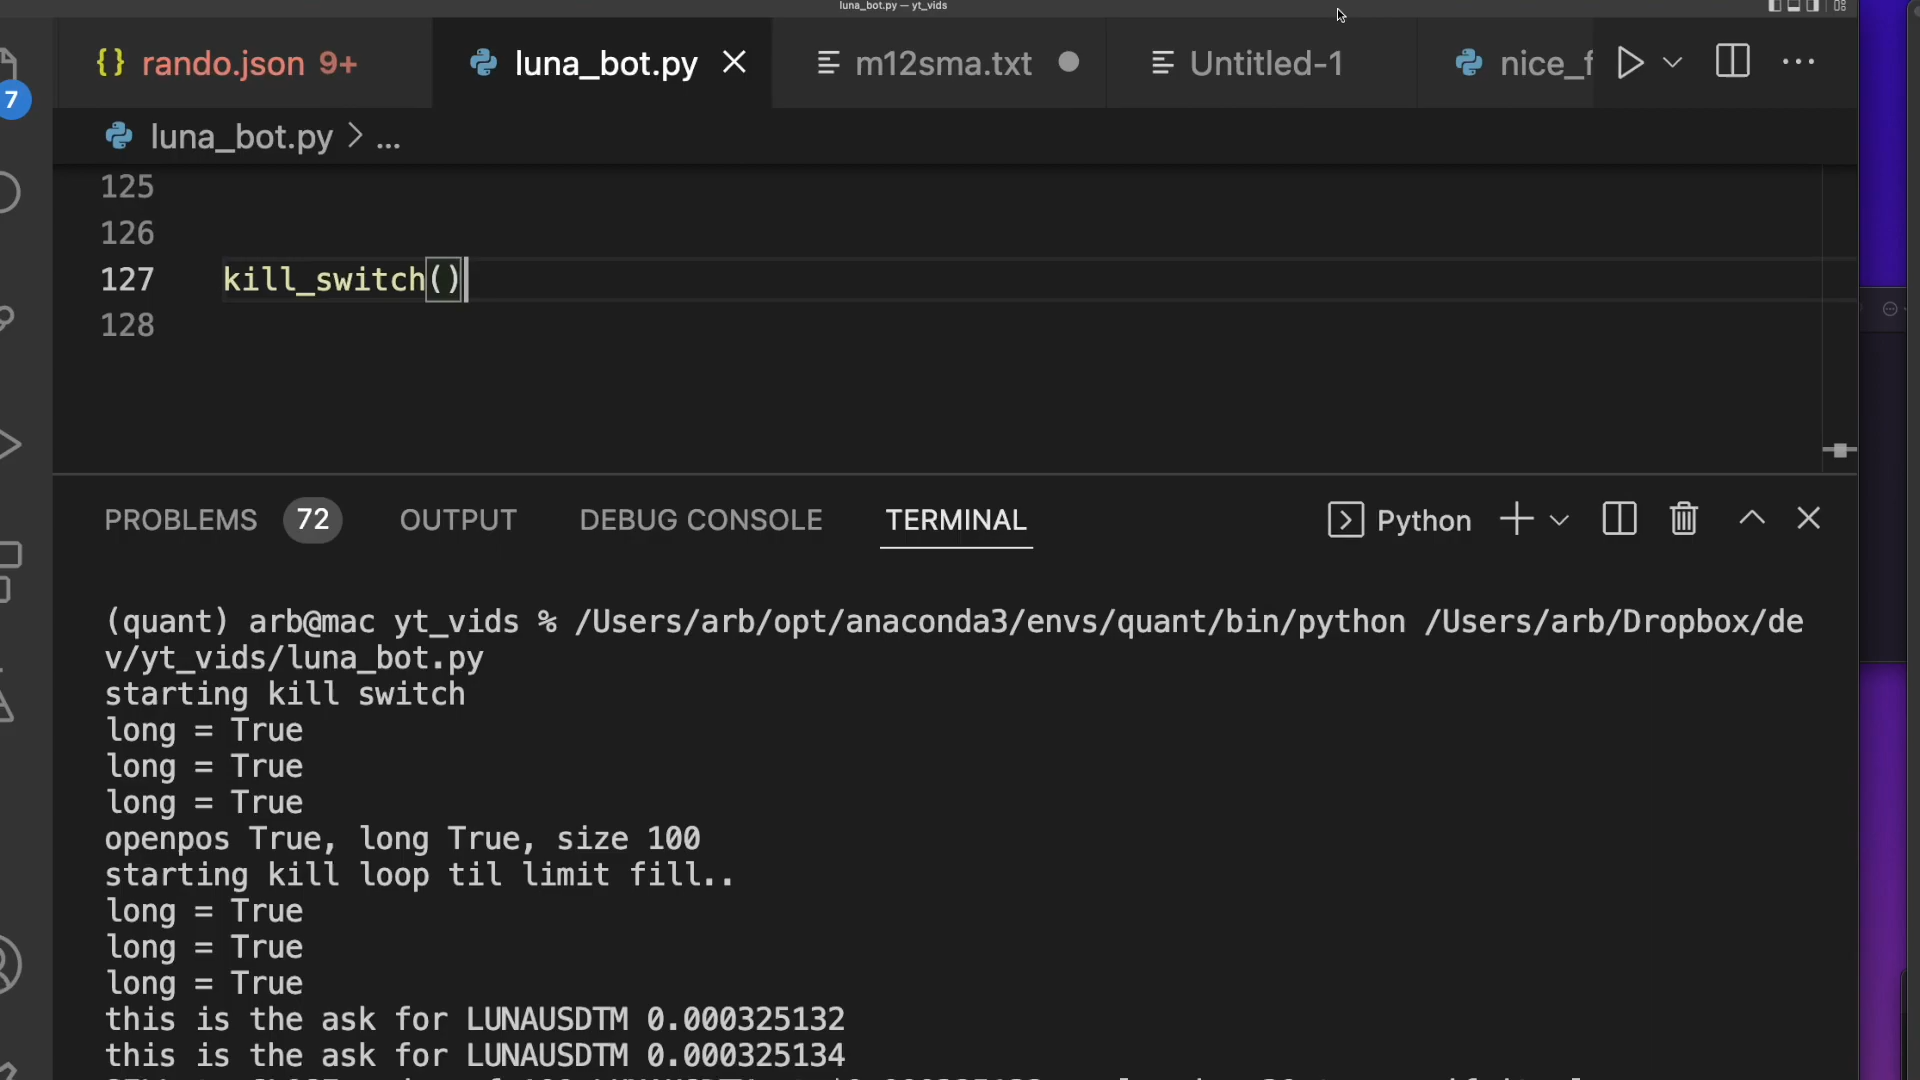 luna_bot.py — yt_vids
{} rando.json 9+ luna_bot.py m12sma.txt Untitled-1 nice_f
7
luna_bot.py > ...
125
126
127 kill_switch()
128
PROBLEMS 72 OUTPUT DEBUG CONSOLE TERMINAL Python
(quant) arb@mac yt_vids % /Users/arb/opt/anaconda3/envs/quant/bin/python /Users/arb/Dropbox/de
v/yt_vids/luna_bot.py
starting kill switch
long = True
long = True
long = True
openpos True, long True, size 100
starting kill loop til limit fill..
long = True
long = True
long = True
this is the ask for LUNAUSDTM 0.000325132
this is the ask for LUNAUSDTM 0.000325134